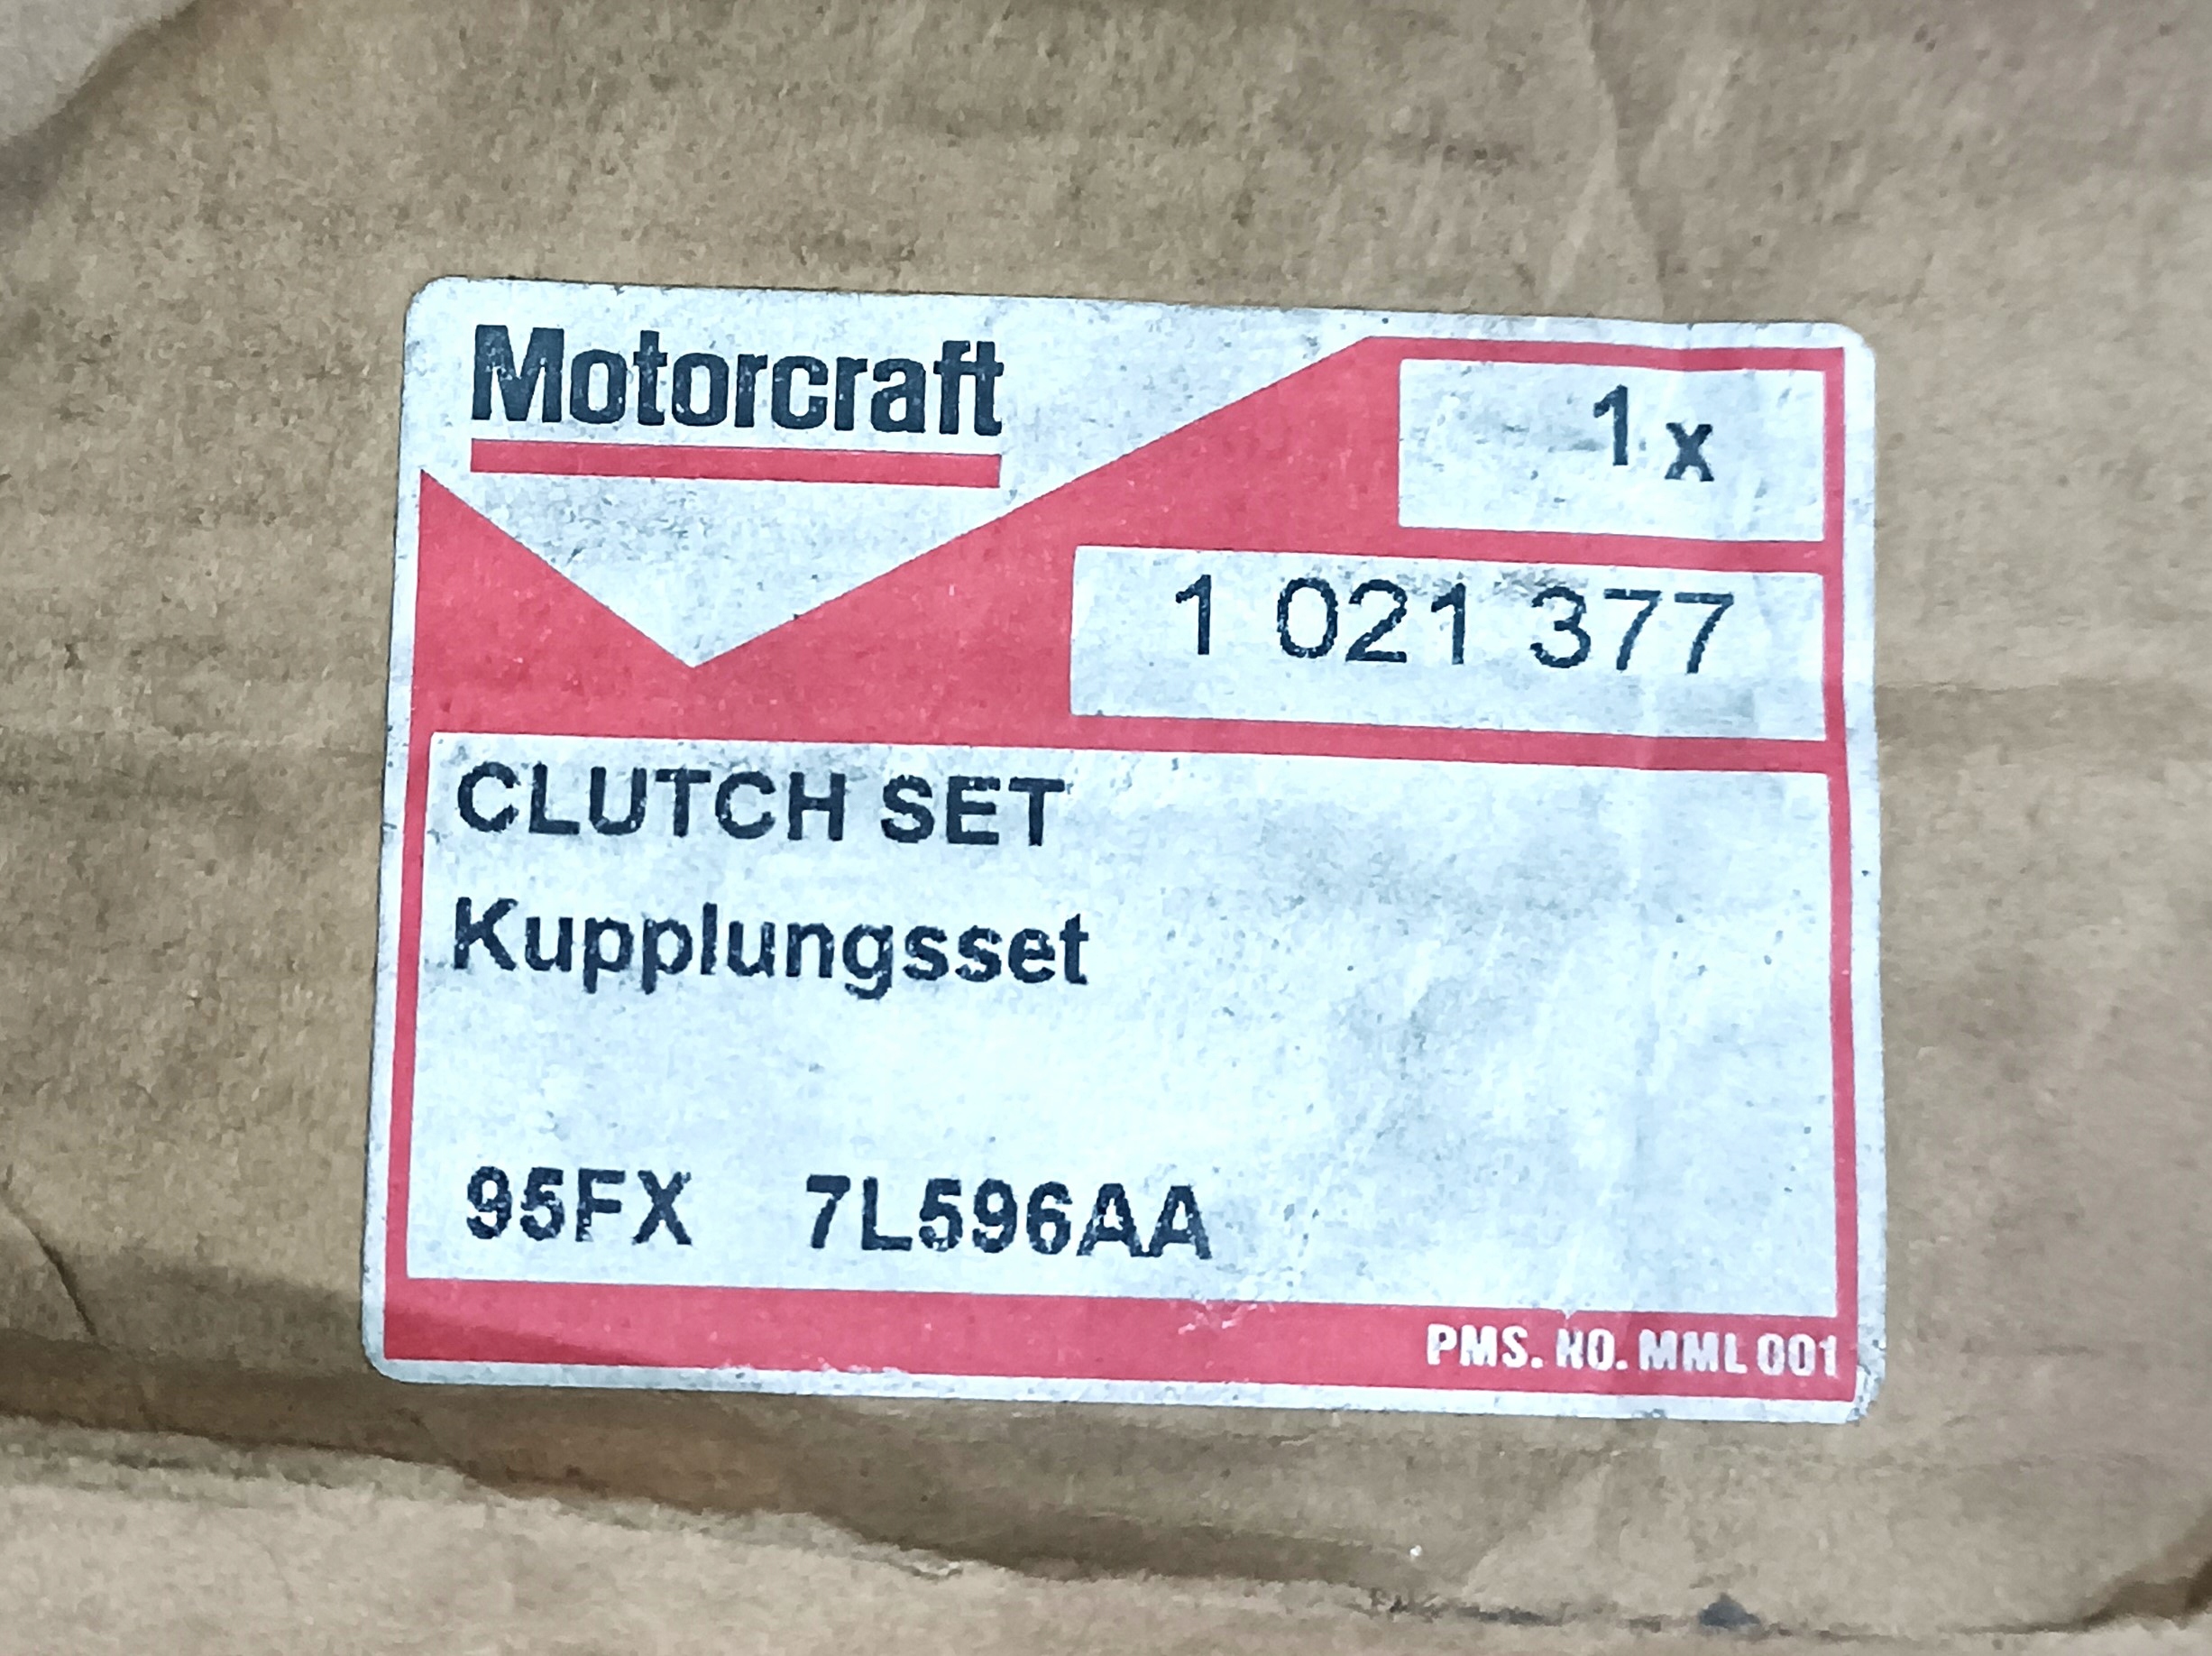 Motorcraft
1 x
1 021 377
CLUTCH SET
Kupplungsset
95FX 7L596AA
PMS. NO. MML 001